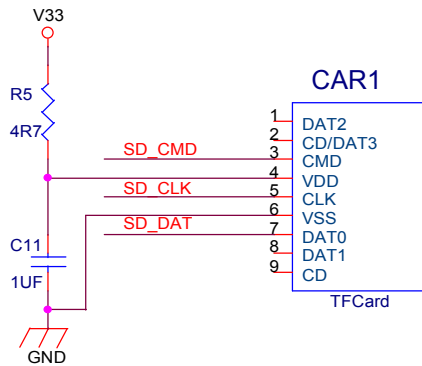 V33
R5
4R7
C11
1UF
GND
SD_CMD
SD_CLK
SD_DAT
CAR1
1 DAT2
2 CD/DAT3
3 CMD
4 VDD
5 CLK
6 VSS
7 DAT0
8 DAT1
9 CD
TFCard